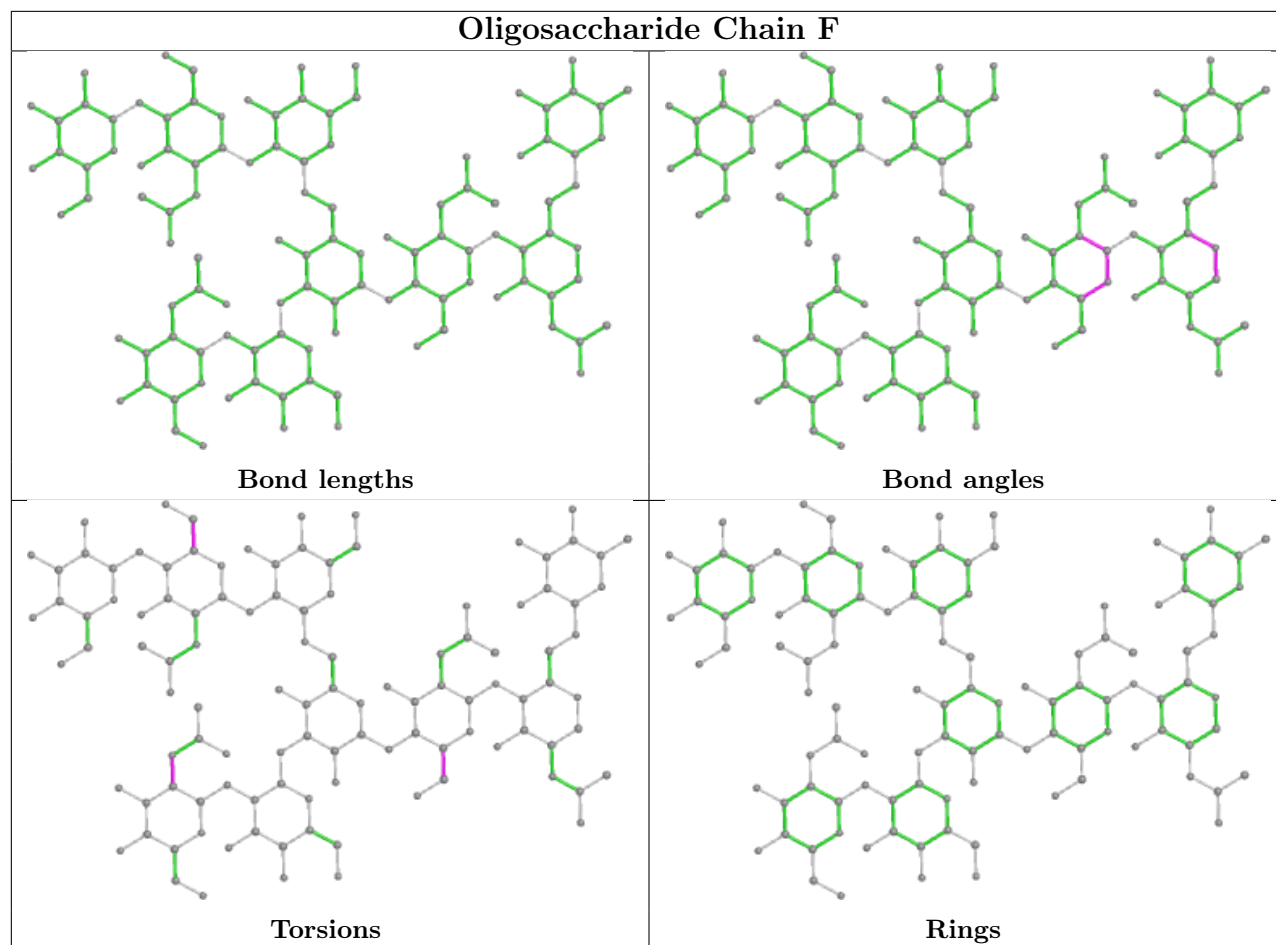 Oligosaccharide Chain F
Bond lengths
Bond angles
Torsions
Rings